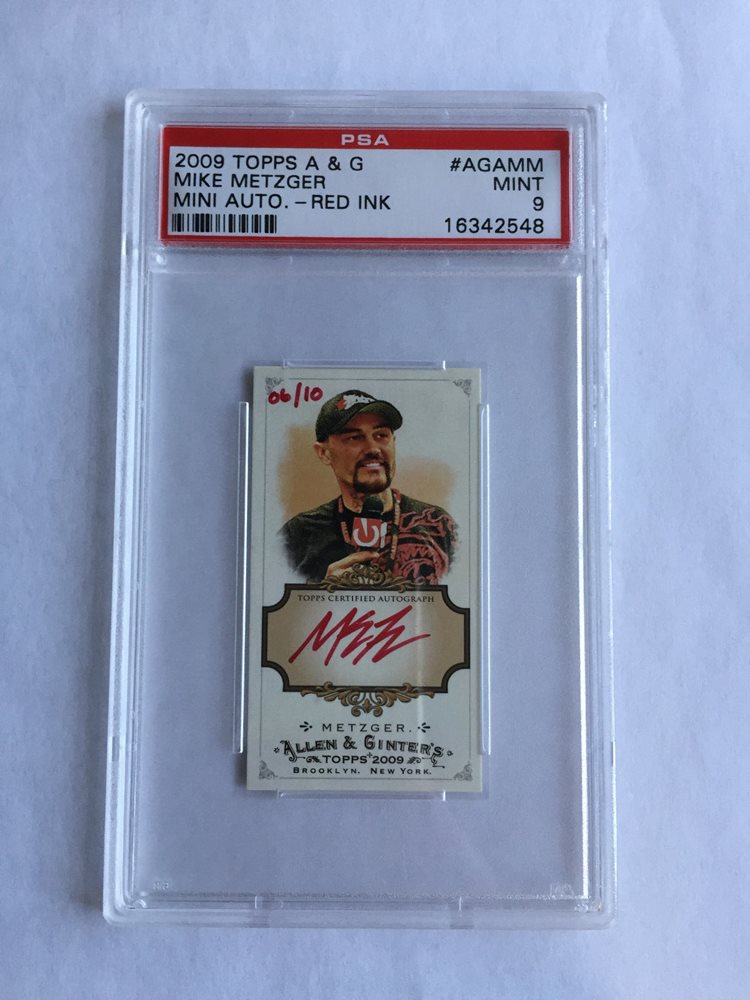 PSA
2009 TOPPS A & G #AGAMM
MIKE METZGER MINT
MINI AUTO. - RED INK 9
16342548
06/10
TOPPS CERTIFIED AUTOGRAPH
METZGER.
ALLEN & GINTER'S
TOPPS 2009
BROOKLYN. NEW YORK.